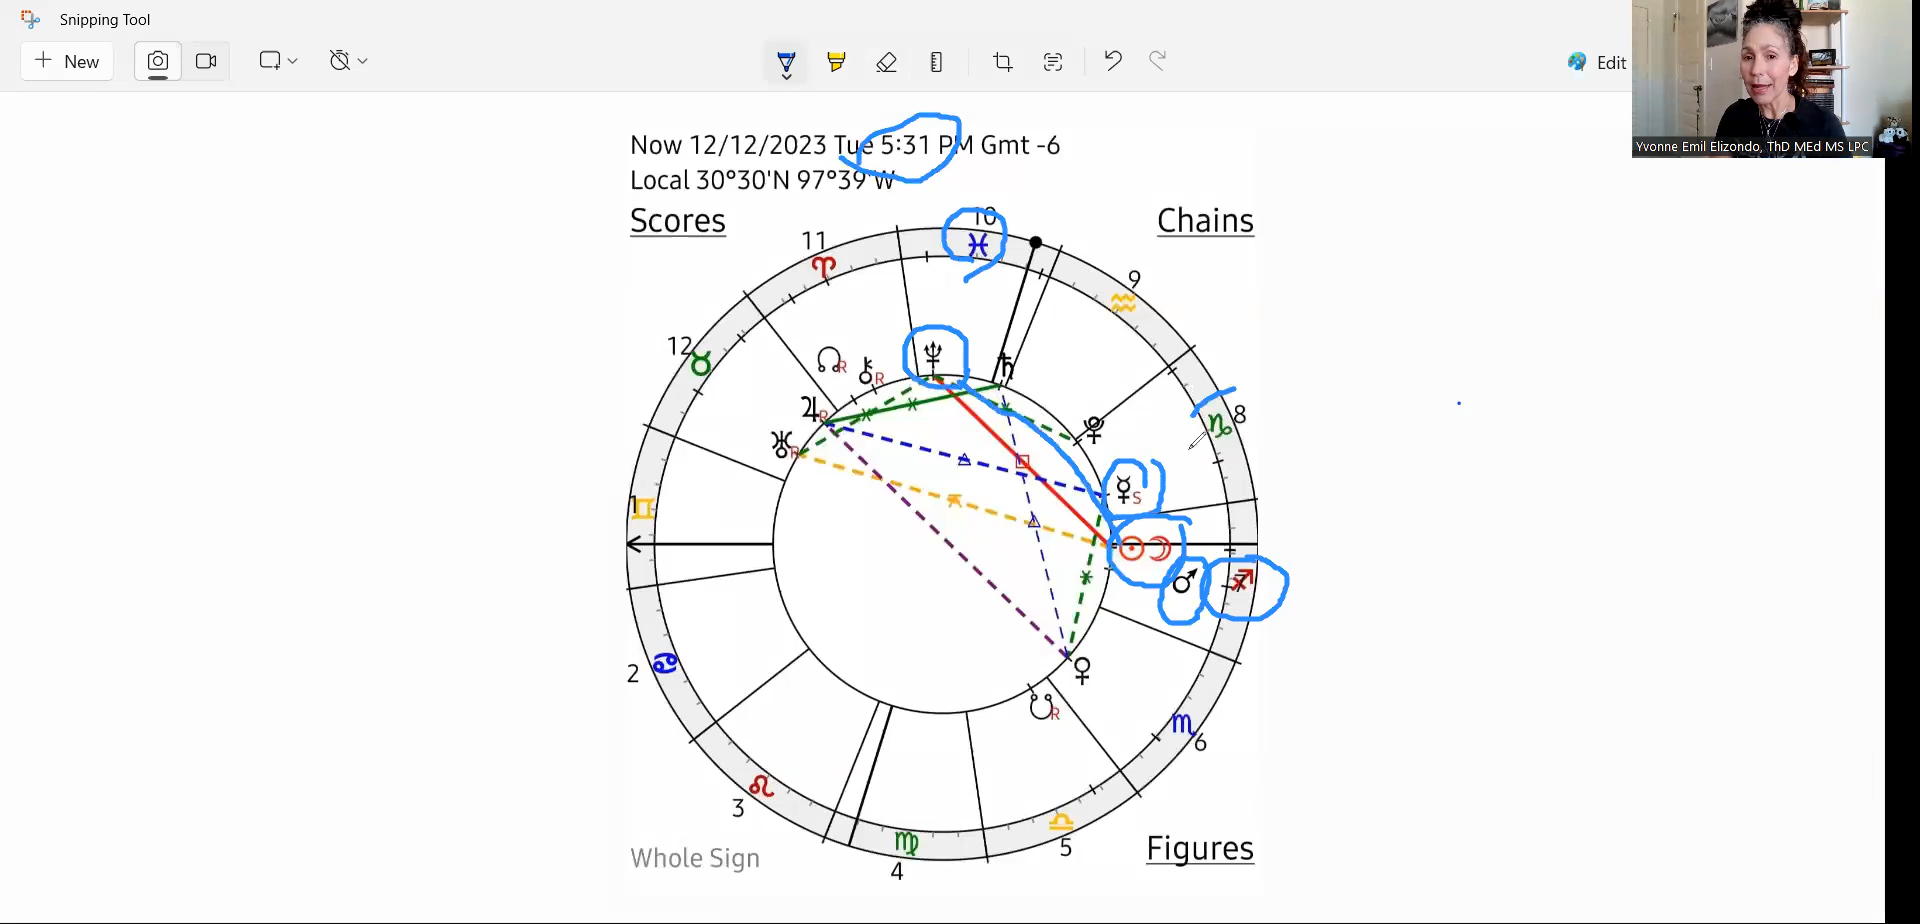 Snipping Tool
New
Edit
Yvonne Emil Elizondo, ThD MEd MS LPC
Now 12/12/2023 Tue 5:31 PM Gmt -6
Local 30°30'N 97°39'W
Scores
Chains
10
11
9
12
8
R
R
R
R
S
1
7
2
R
6
3
5
4
Whole Sign
Figures